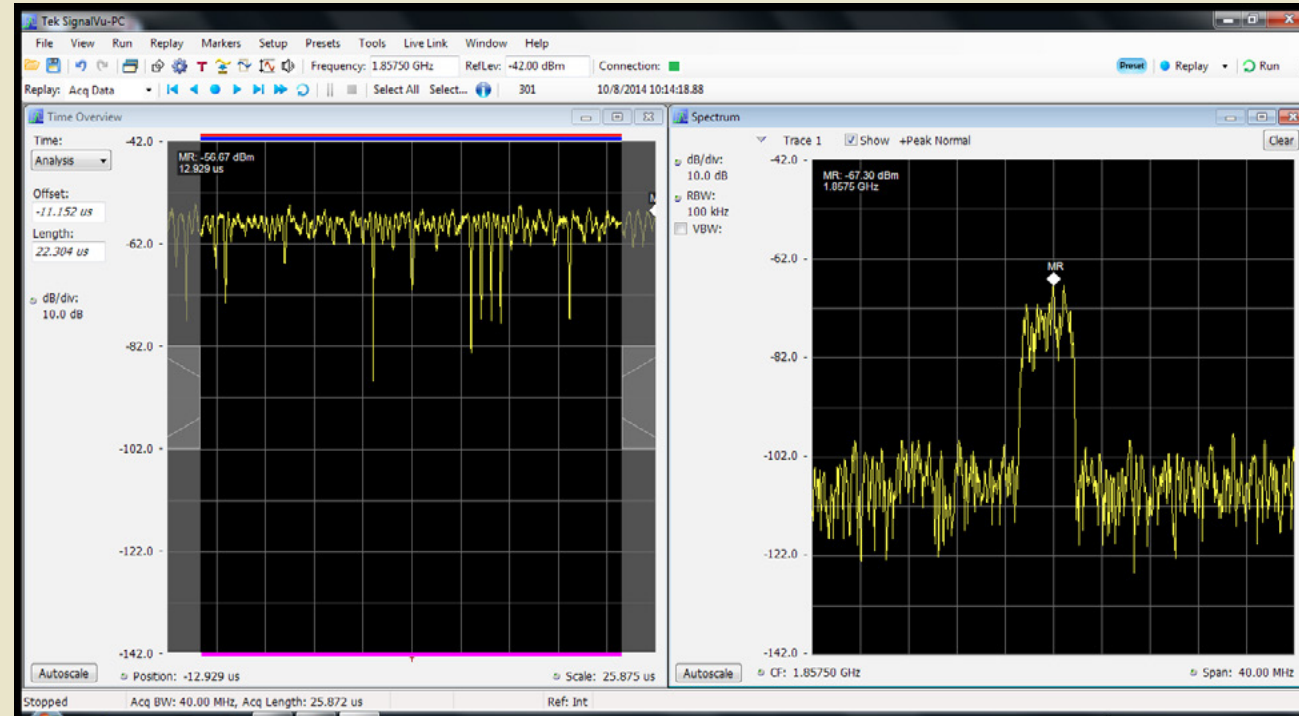 Tek SignalVu-PC
File View Run Replay Markers Setup Presets Tools Live Link Window Help
Frequency: 1.85750 GHz RefLev: -42.00 dBm Connection: Preset Replay Run
Replay: Acq Data Select All Select... 301 10/8/2014 10:14:18.88
Time Overview
Time:
Analysis
Offset:
-11.152 us
Length:
22.304 us
dB/div:
10.0 dB
-42.0
MR: -56.67 dBm
12.929 us
-62.0
-82.0
-102.0
-122.0
-142.0
Autoscale Position: -12.929 us Scale: 25.875 us
Spectrum
Trace 1 Show +Peak Normal Clear
dB/div:
10.0 dB
RBW:
100 kHz
VBW:
-42.0
MR: -67.30 dBm
1.8575 GHz
MR
-62.0
-82.0
-102.0
-122.0
-142.0
Autoscale CF: 1.85750 GHz Span: 40.00 MHz
Stopped Acq BW: 40.00 MHz, Acq Length: 25.872 us Ref: Int